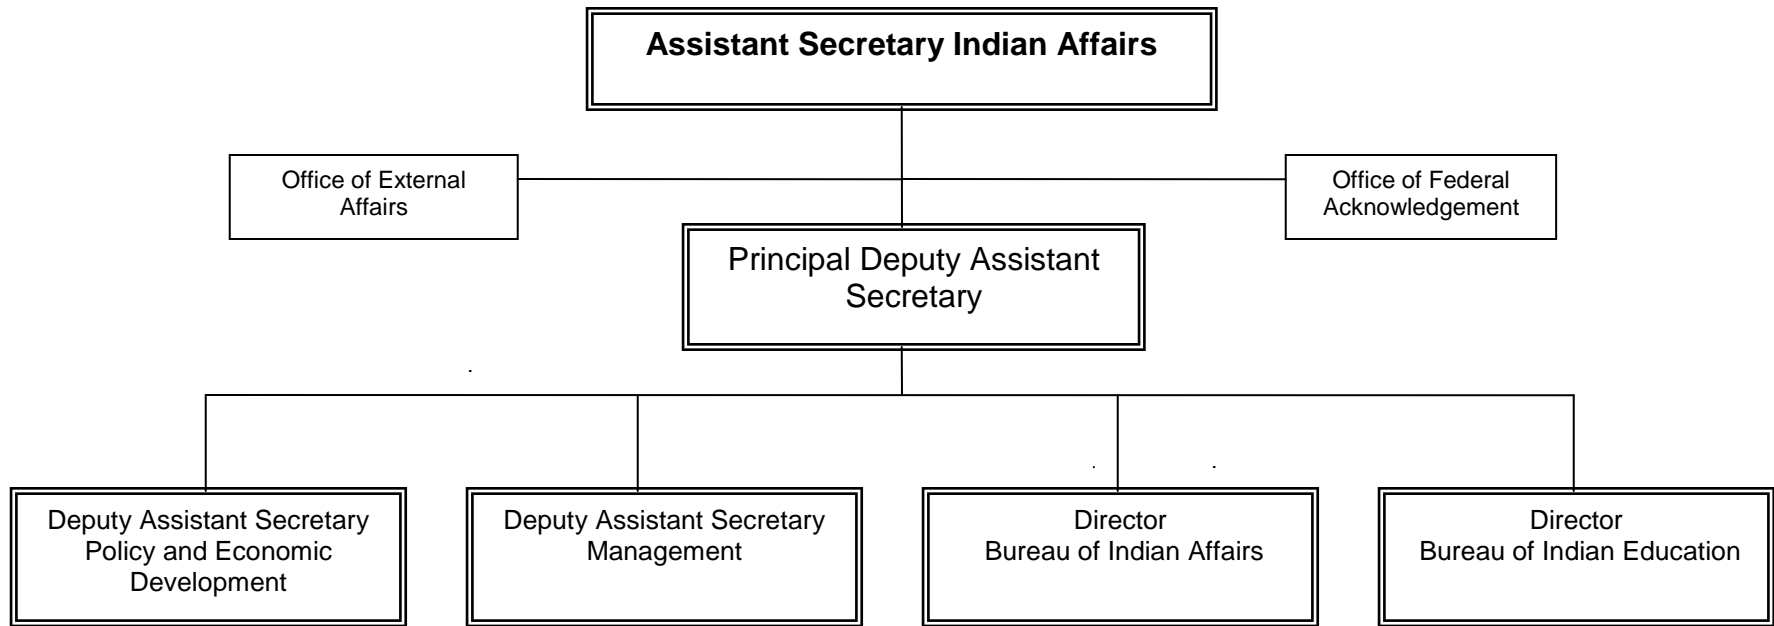 Assistant Secretary Indian Affairs
Office of External
Affairs
Office of Federal
Acknowledgement
Principal Deputy Assistant
Secretary
Deputy Assistant Secretary
Policy and Economic
Development
Deputy Assistant Secretary
Management
Director
Bureau of Indian Affairs
Director
Bureau of Indian Education